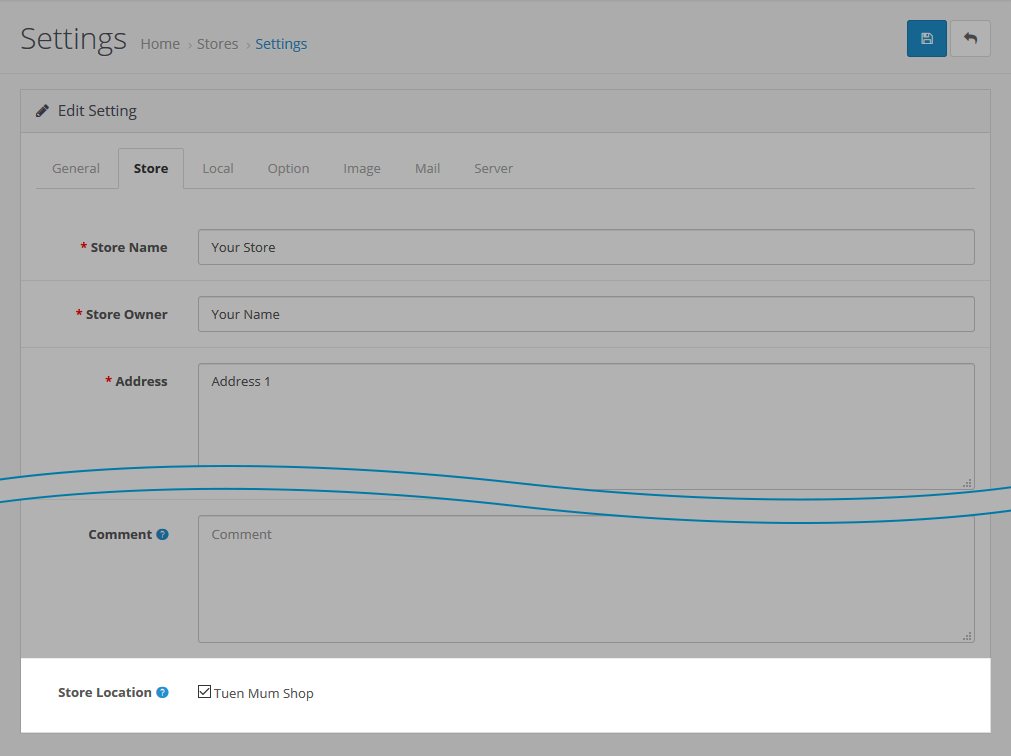 Settings Home › Stores › Settings
Edit Setting
General Store Local Option Image Mail Server
* Store Name Your Store
* Store Owner Your Name
* Address Address 1
Comment ? Comment
Store Location ? Tuen Mum Shop